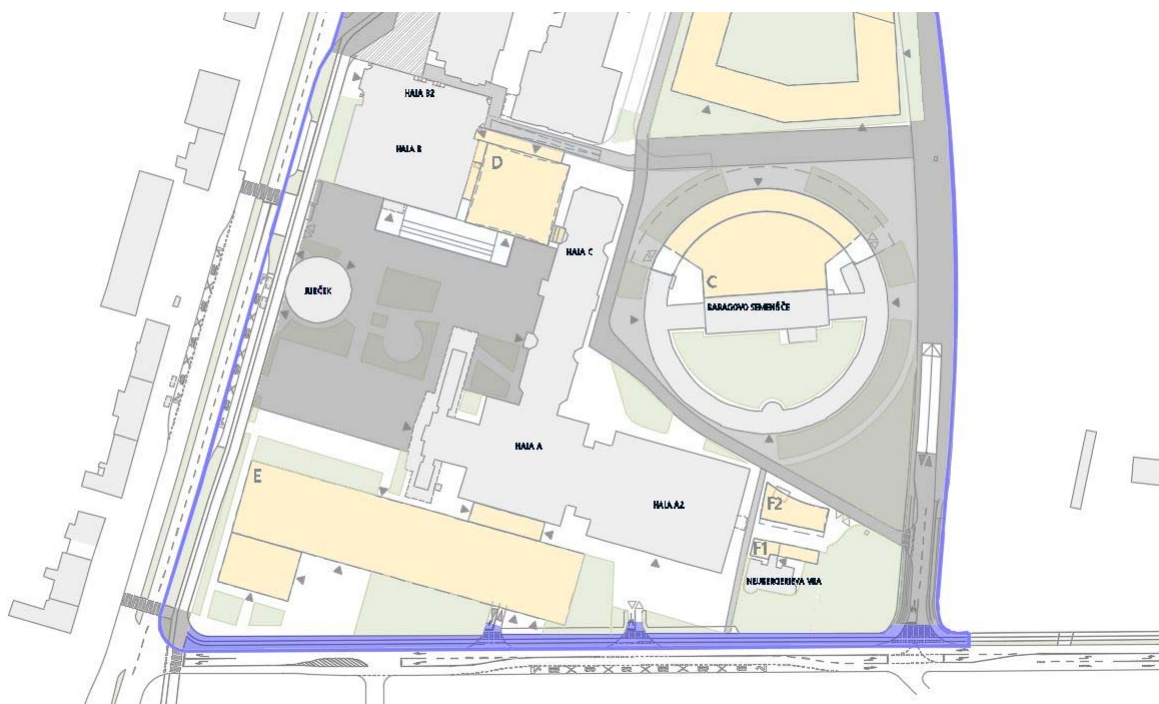 HALA B2
HALA B
D
HALA C
JURČEK
C
BARAGOVO SEMENIŠČE
HALA A
E
HALA A2
F2
F1
NEUBERGERJEVA VILA